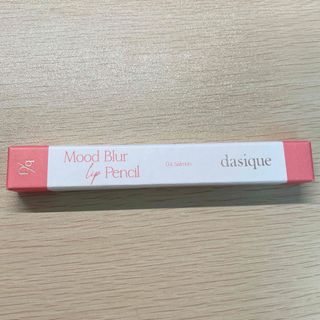 Mood Blur
lip Pencil
04 Salmon
dasique